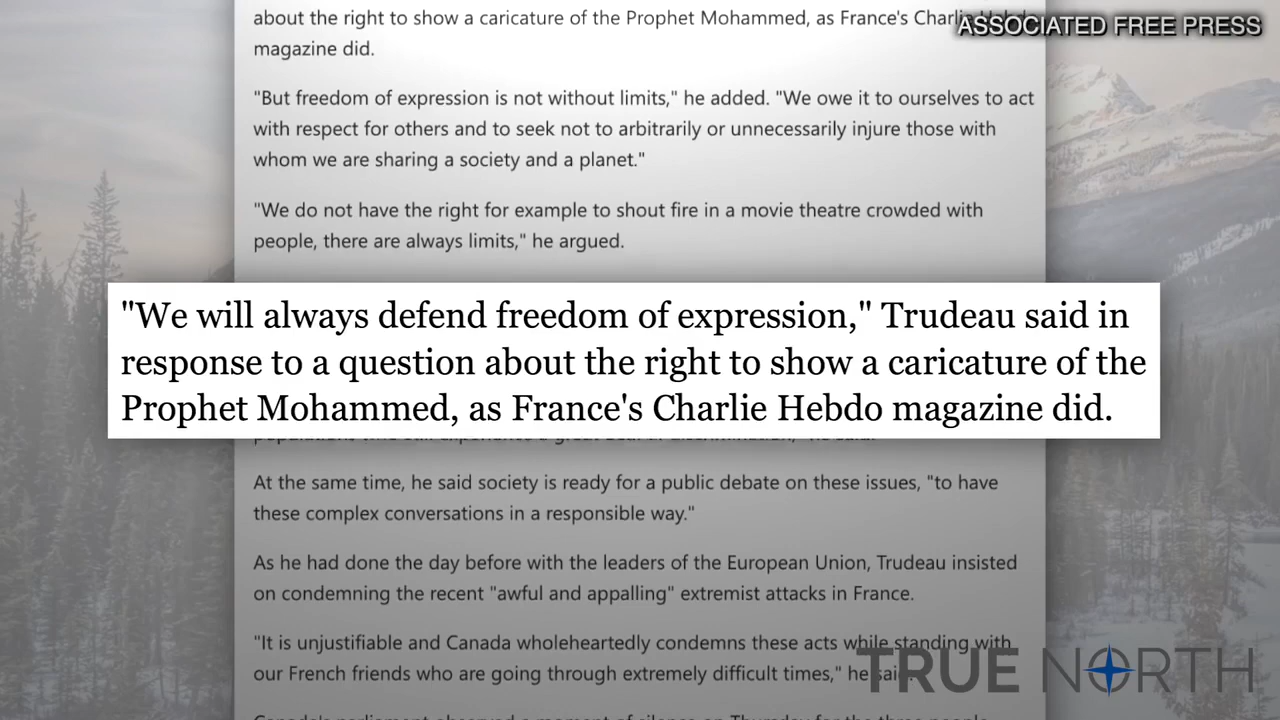 about the right to show a caricature of the Prophet Mohammed, as France's Charlie Hebdo
ASSOCIATED FREE PRESS
magazine did.
"But freedom of expression is not without limits," he added. "We owe it to ourselves to act
with respect for others and to seek not to arbitrarily or unnecessarily injure those with
whom we are sharing a society and a planet."
"We do not have the right for example to shout fire in a movie theatre crowded with
people, there are always limits," he argued.
"We will always defend freedom of expression," Trudeau said in
response to a question about the right to show a caricature of the
Prophet Mohammed, as France's Charlie Hebdo magazine did.
At the same time, he said society is ready for a public debate on these issues, "to have
these complex conversations in a responsible way."
As he had done the day before with the leaders of the European Union, Trudeau insisted
on condemning the recent "awful and appalling" extremist attacks in France.
"It is unjustifiable and Canada wholeheartedly condemns these acts while standing with
our French friends who are going through extremely difficult times," he said
TRUE NORTH